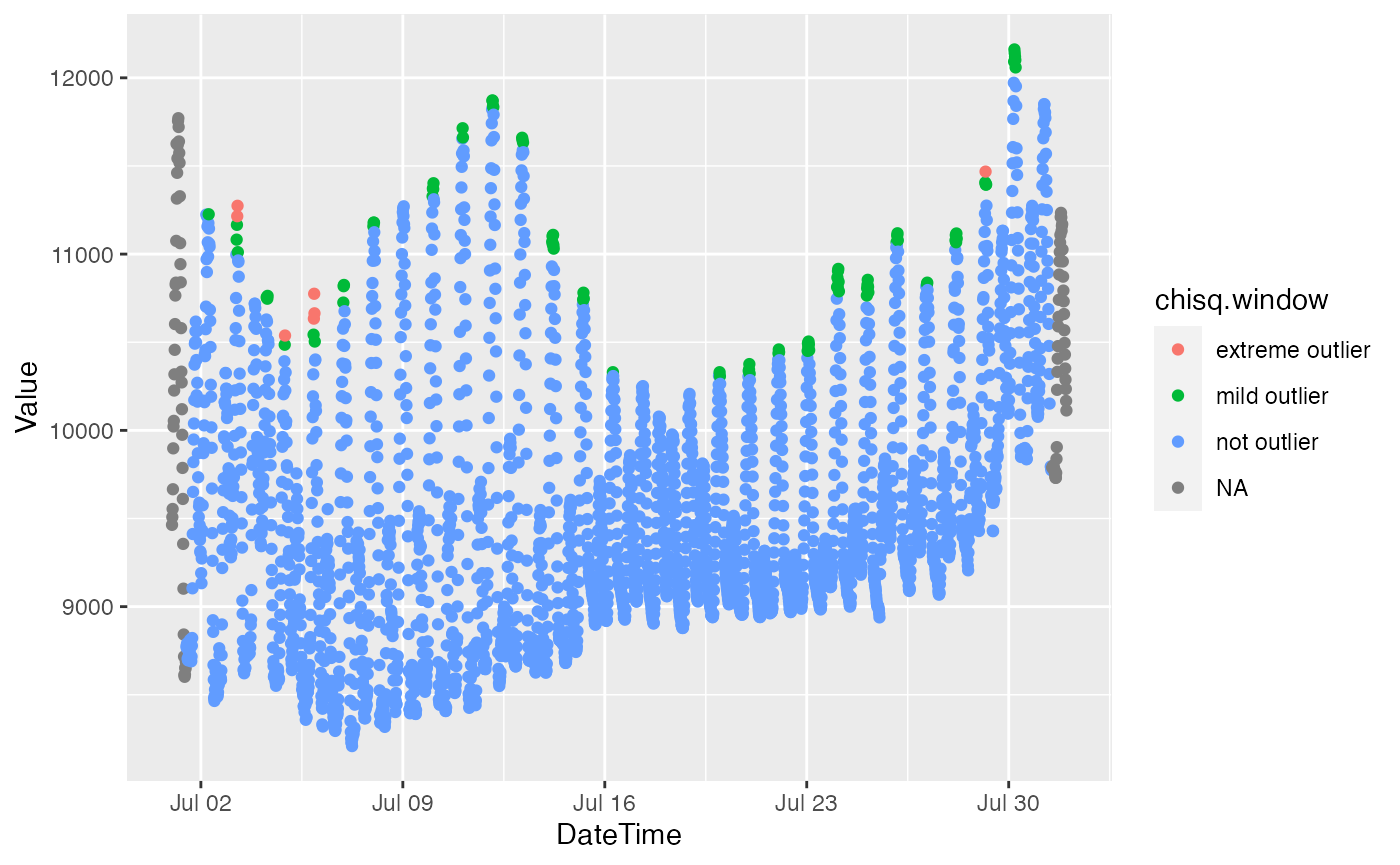 12000
11000
10000
9000
Value
Jul 02
Jul 09
Jul 16
Jul 23
Jul 30
DateTime
chisq.window
extreme outlier
mild outlier
not outlier
NA